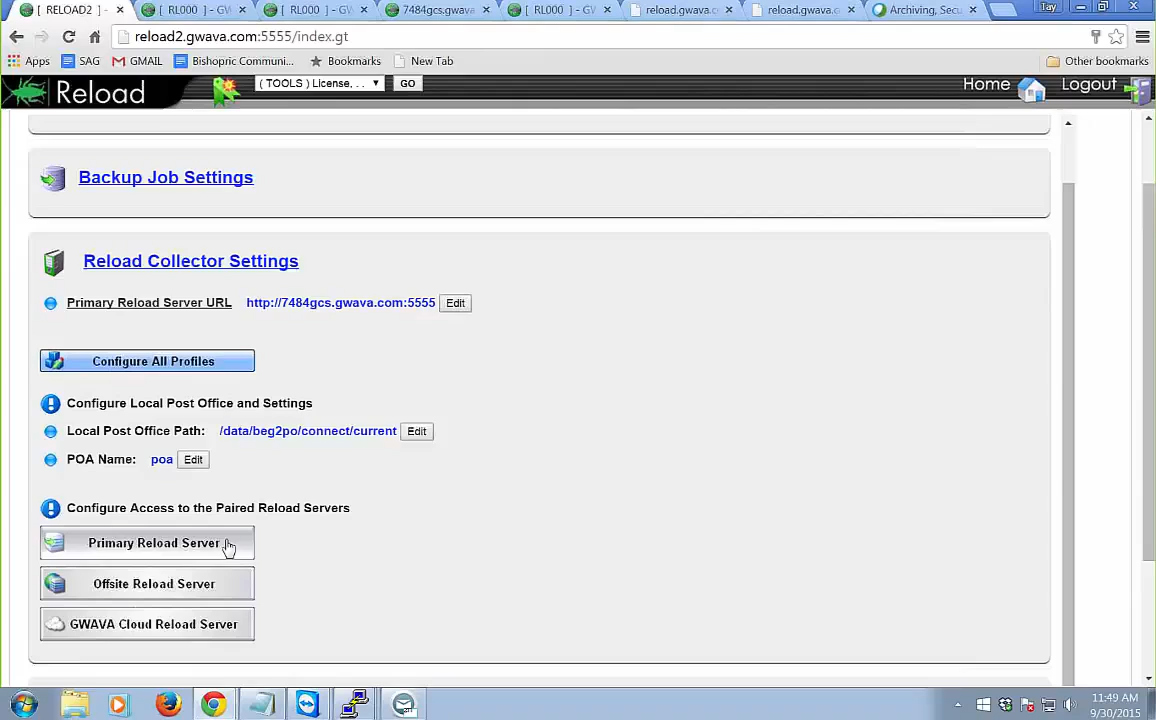 [ RELOAD2 ] -
[ RL000 ] - GW
[ RL000 ] - GW
7484gcs.gwava
[ RL000 ] - GW
reload.gwava.c
reload.gwava.c
Archiving, Secu
Tay
reload2.gwava.com:5555/index.gt
Apps
SAG
GMAIL
Bishopric Communi...
Bookmarks
New Tab
Other bookmarks
Reload
( TOOLS ) License, . .
GO
Home
Logout
Backup Job Settings
Reload Collector Settings
Primary Reload Server URL http://7484gcs.gwava.com:5555 Edit
Configure All Profiles
Configure Local Post Office and Settings
Local Post Office Path: /data/beg2po/connect/current Edit
POA Name: poa Edit
Configure Access to the Paired Reload Servers
Primary Reload Server
Offsite Reload Server
GWAVA Cloud Reload Server
11:49 AM
9/30/2015